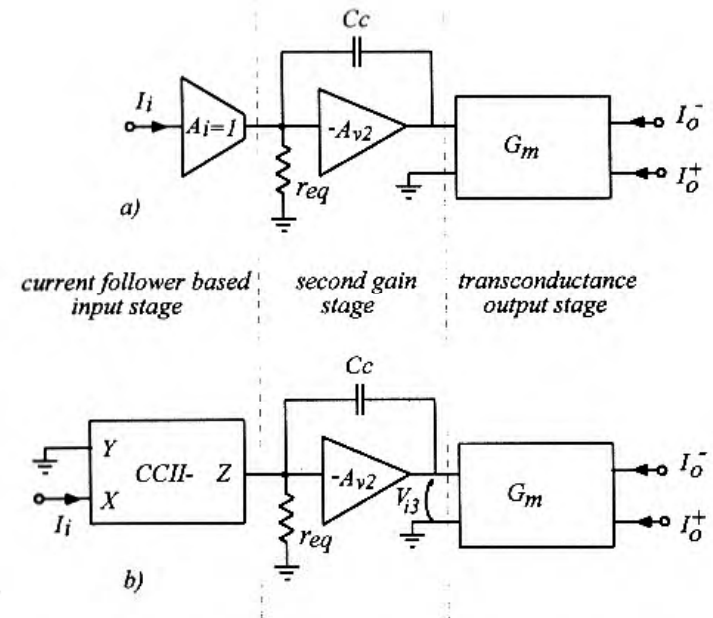 Cc
Ii
Ai=1
-Av2
Gm
Io-
Io+
req
a)
current follower based input stage
second gain stage
transconductance output stage
Cc
Y
CCII-
Z
X
Ii
-Av2
Vi3
Gm
Io-
Io+
req
b)